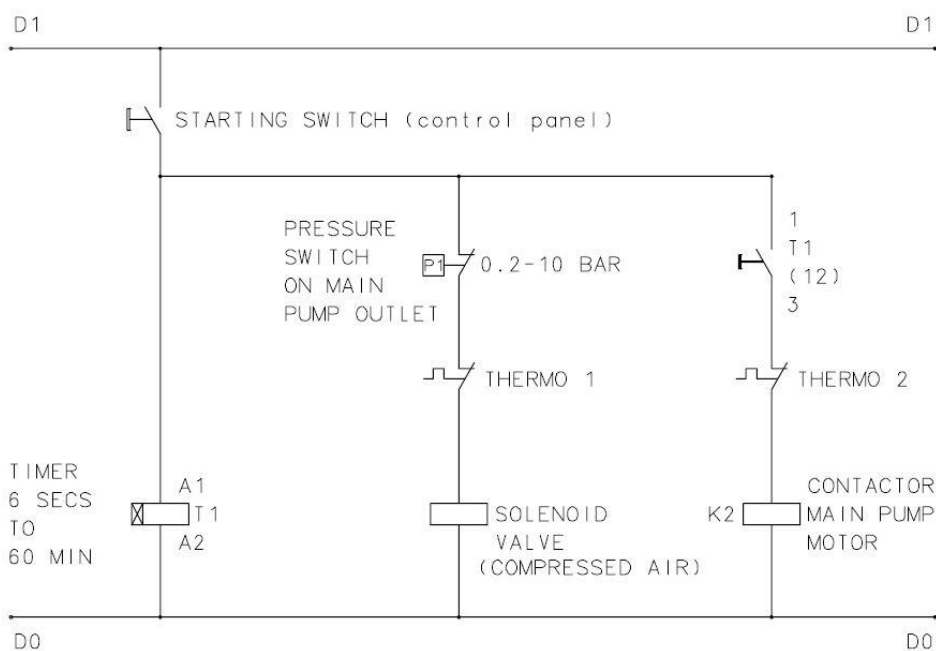 D1
D1
STARTING SWITCH (control panel)
PRESSURE
SWITCH
ON MAIN
PUMP OUTLET
P1
0.2-10 BAR
1
T1
(12)
3
THERMO 1
THERMO 2
TIMER
6 SECS
TO
60 MIN
A1
T1
A2
SOLENOID
VALVE
(COMPRESSED AIR)
K2
CONTACTOR
MAIN PUMP
MOTOR
D0
D0